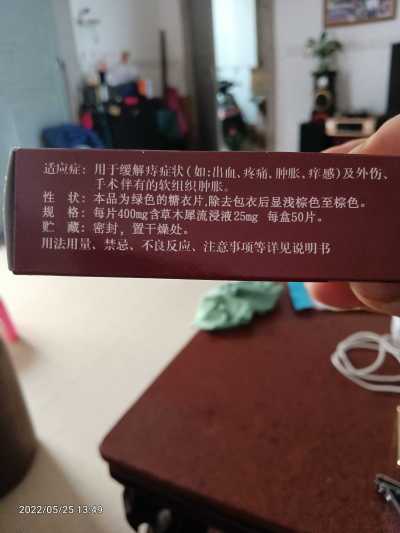 适应症: 用于缓解痔症状(如:出血、疼痛、肿胀、痒感)及外伤、
手术伴有的软组织肿胀。
性 状: 本品为绿色的糖衣片,除去包衣后显浅棕色至棕色。
规 格: 每片400mg含草木犀流浸液25mg 每盒50片。
贮 藏: 密封，置干燥处。
用法用量、禁忌、不良反应、注意事项等详见说明书
2022/05/25 13:49